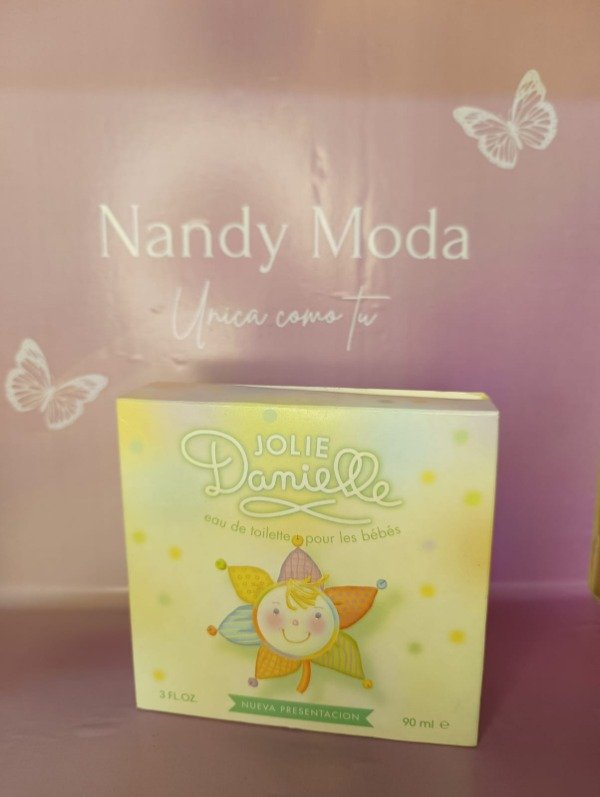 Nandy Moda
Unica como Tú
JOLIE
Danielle
eau de toilette pour les bébés
3 FL.OZ.
NUEVA PRESENTACION
90 ml ℮